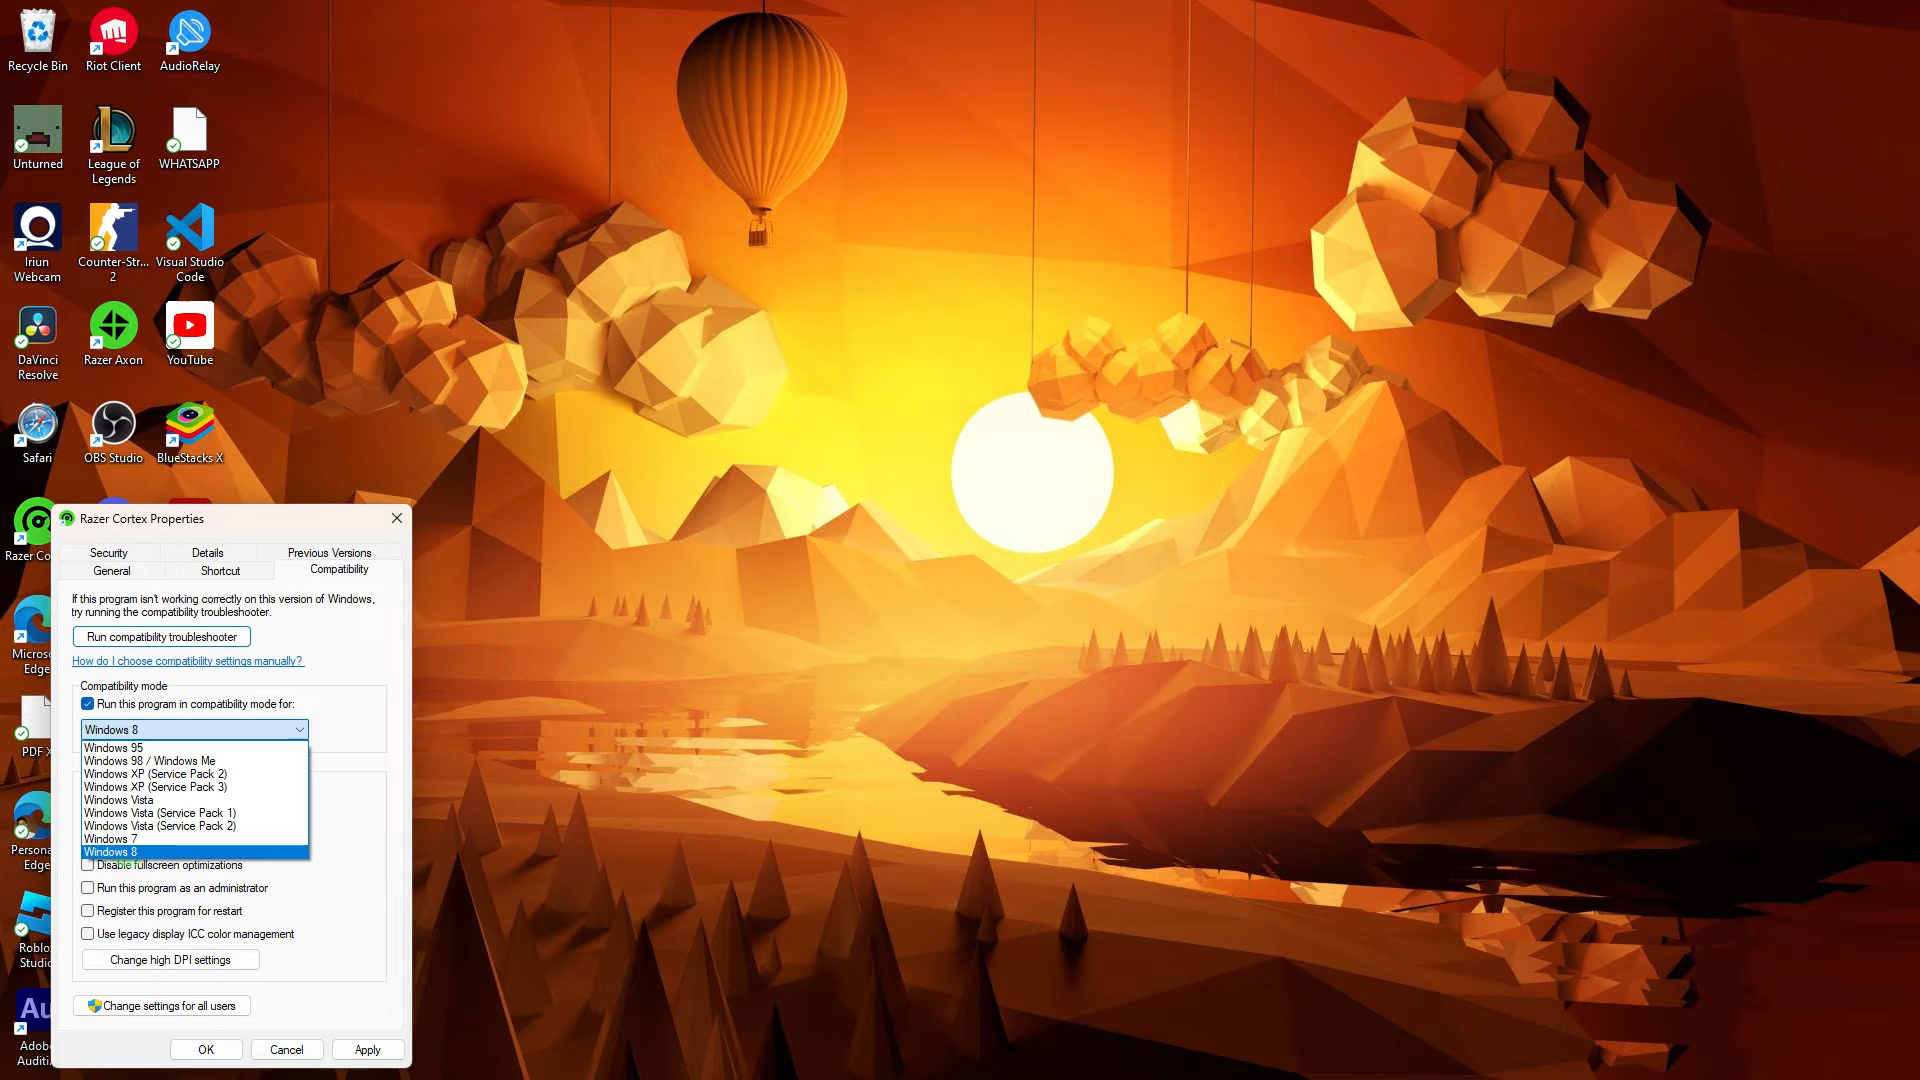 Recycle Bin
Riot Client
AudioRelay
Unturned
League of
Legends
WHATSAPP
Iriun
Webcam
Counter-Str...
2
Visual Studio
Code
DaVinci
Resolve
Razer Axon
YouTube
Safari
OBS Studio
BlueStacks X
Razer Co
Micros
Edge
PDF X
Persona
Edge
Roblo
Studi
Au
Adob
Auditi
Razer Cortex Properties
Security
Details
Previous Versions
General
Shortcut
Compatibility
If this program isn't working correctly on this version of Windows,
try running the compatibility troubleshooter.
Run compatibility troubleshooter
How do I choose compatibility settings manually?
Compatibility mode
Run this program in compatibility mode for:
Windows 8
Windows 95
Windows 98 / Windows Me
Windows XP (Service Pack 2)
Windows XP (Service Pack 3)
Windows Vista
Windows Vista (Service Pack 1)
Windows Vista (Service Pack 2)
Windows 7
Windows 8
Disable fullscreen optimizations
Run this program as an administrator
Register this program for restart
Use legacy display ICC color management
Change high DPI settings
Change settings for all users
OK
Cancel
Apply